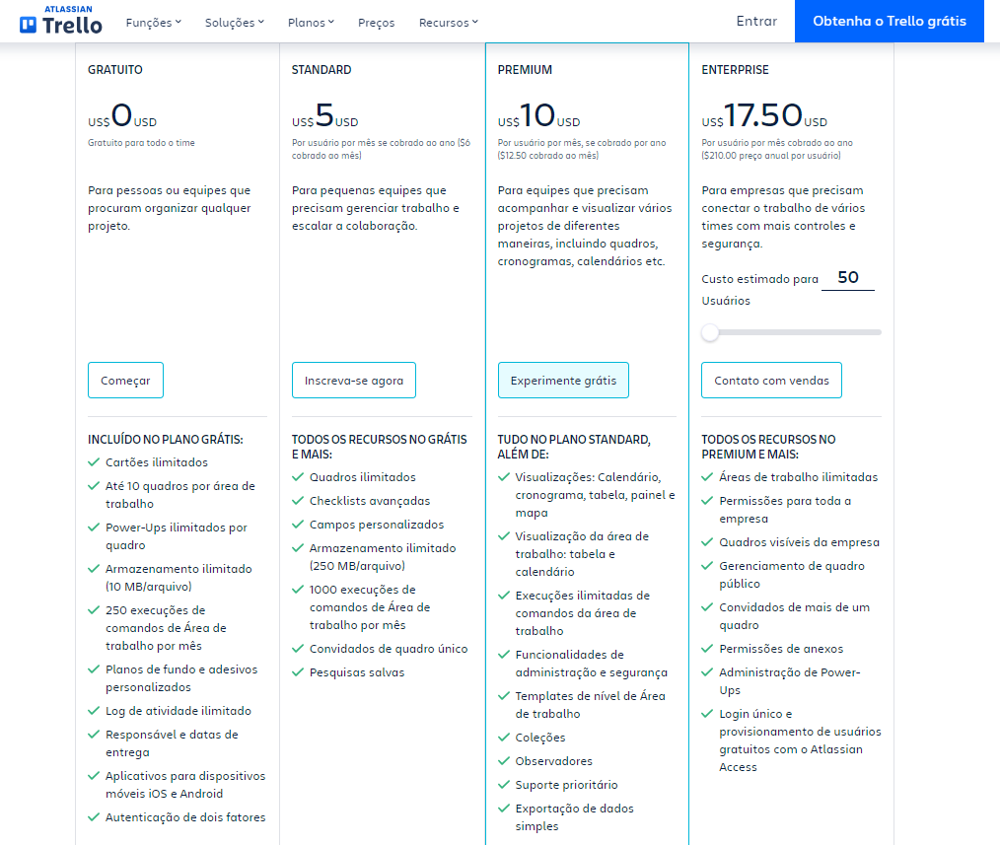 ATLASSIAN
Trello
Funções
Soluções
Planos
Preços
Recursos
Entrar
Obtenha o Trello grátis
GRATUITO
US$0USD
Gratuito para todo o time
Para pessoas ou equipes que
procuram organizar qualquer
projeto.
Começar
INCLUÍDO NO PLANO GRÁTIS:
Cartões ilimitados
Até 10 quadros por área de
trabalho
Power-Ups ilimitados por
quadro
Armazenamento ilimitado
(10 MB/arquivo)
250 execuções de
comandos de Área de
trabalho por mês
Planos de fundo e adesivos
personalizados
Log de atividade ilimitado
Responsável e datas de
entrega
Aplicativos para dispositivos
móveis iOS e Android
Autenticação de dois fatores
STANDARD
US$5USD
Por usuário por mês se cobrado ao ano ($6
cobrado ao mês)
Para pequenas equipes que
precisam gerenciar trabalho e
escalar a colaboração.
Inscreva-se agora
TODOS OS RECURSOS NO GRÁTIS
E MAIS:
Quadros ilimitados
Checklists avançadas
Campos personalizados
Armazenamento ilimitado
(250 MB/arquivo)
1000 execuções de
comandos de Área de
trabalho por mês
Convidados de quadro único
Pesquisas salvas
PREMIUM
US$10USD
Por usuário por mês, se cobrado por ano
($12.50 cobrado ao mês)
Para equipes que precisam
acompanhar e visualizar vários
projetos de diferentes
maneiras, incluindo quadros,
cronogramas, calendários etc.
Experimente grátis
TUDO NO PLANO STANDARD,
ALÉM DE:
Visualizações: Calendário,
cronograma, tabela, painel e
mapa
Visualização da área de
trabalho: tabela e
calendário
Execuções ilimitadas de
comandos da área de
trabalho
Funcionalidades de
administração e segurança
Templates de nível de Área
de trabalho
Coleções
Observadores
Suporte prioritário
Exportação de dados
simples
ENTERPRISE
US$17.50USD
Por usuário por mês cobrado ao ano
($210.00 preço anual por usuário)
Para empresas que precisam
conectar o trabalho de vários
times com mais controles e
segurança.
Custo estimado para 50
Usuários
Contato com vendas
TODOS OS RECURSOS NO
PREMIUM E MAIS:
Áreas de trabalho ilimitadas
Permissões para toda a
empresa
Quadros visíveis da empresa
Gerenciamento de quadro
público
Convidados de mais de um
quadro
Permissões de anexos
Administração de Power-
Ups
Login único e
provisionamento de usuários
gratuitos com o Atlassian
Access